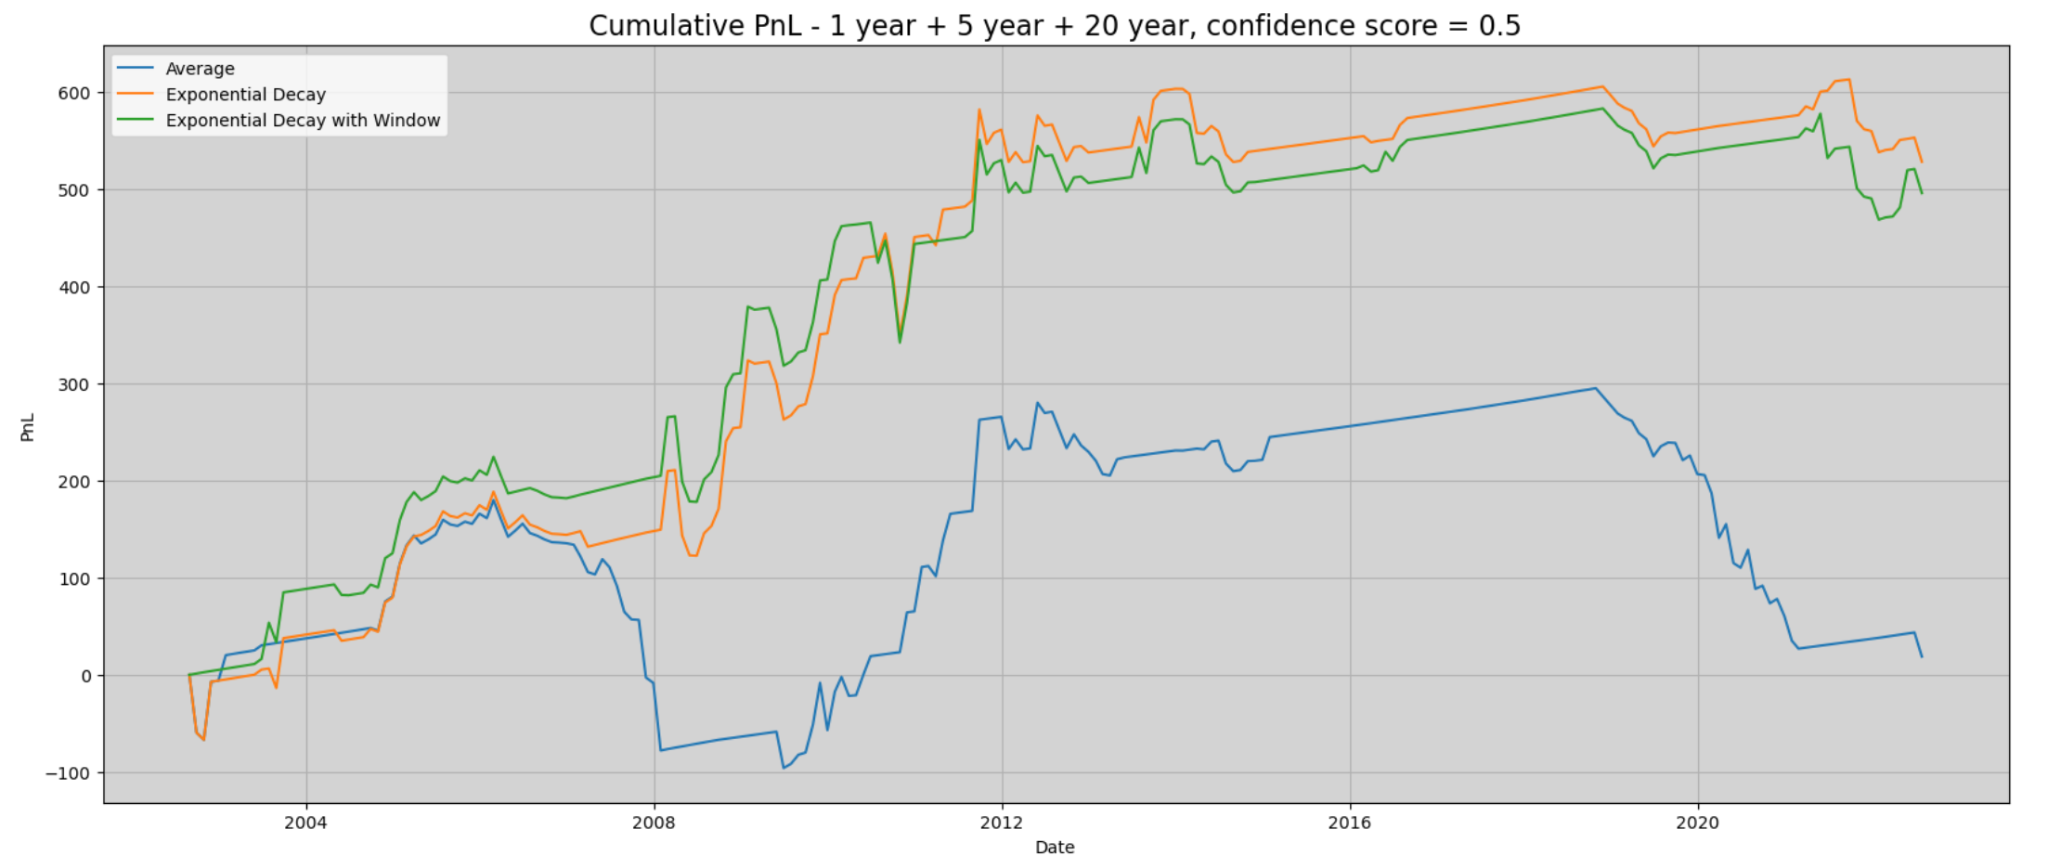 Cumulative PnL - 1 year + 5 year + 20 year, confidence score = 0.5
Average
Exponential Decay
Exponential Decay with Window
600
500
400
300
200
100
0
−100
PnL
2004
2008
2012
2016
2020
Date